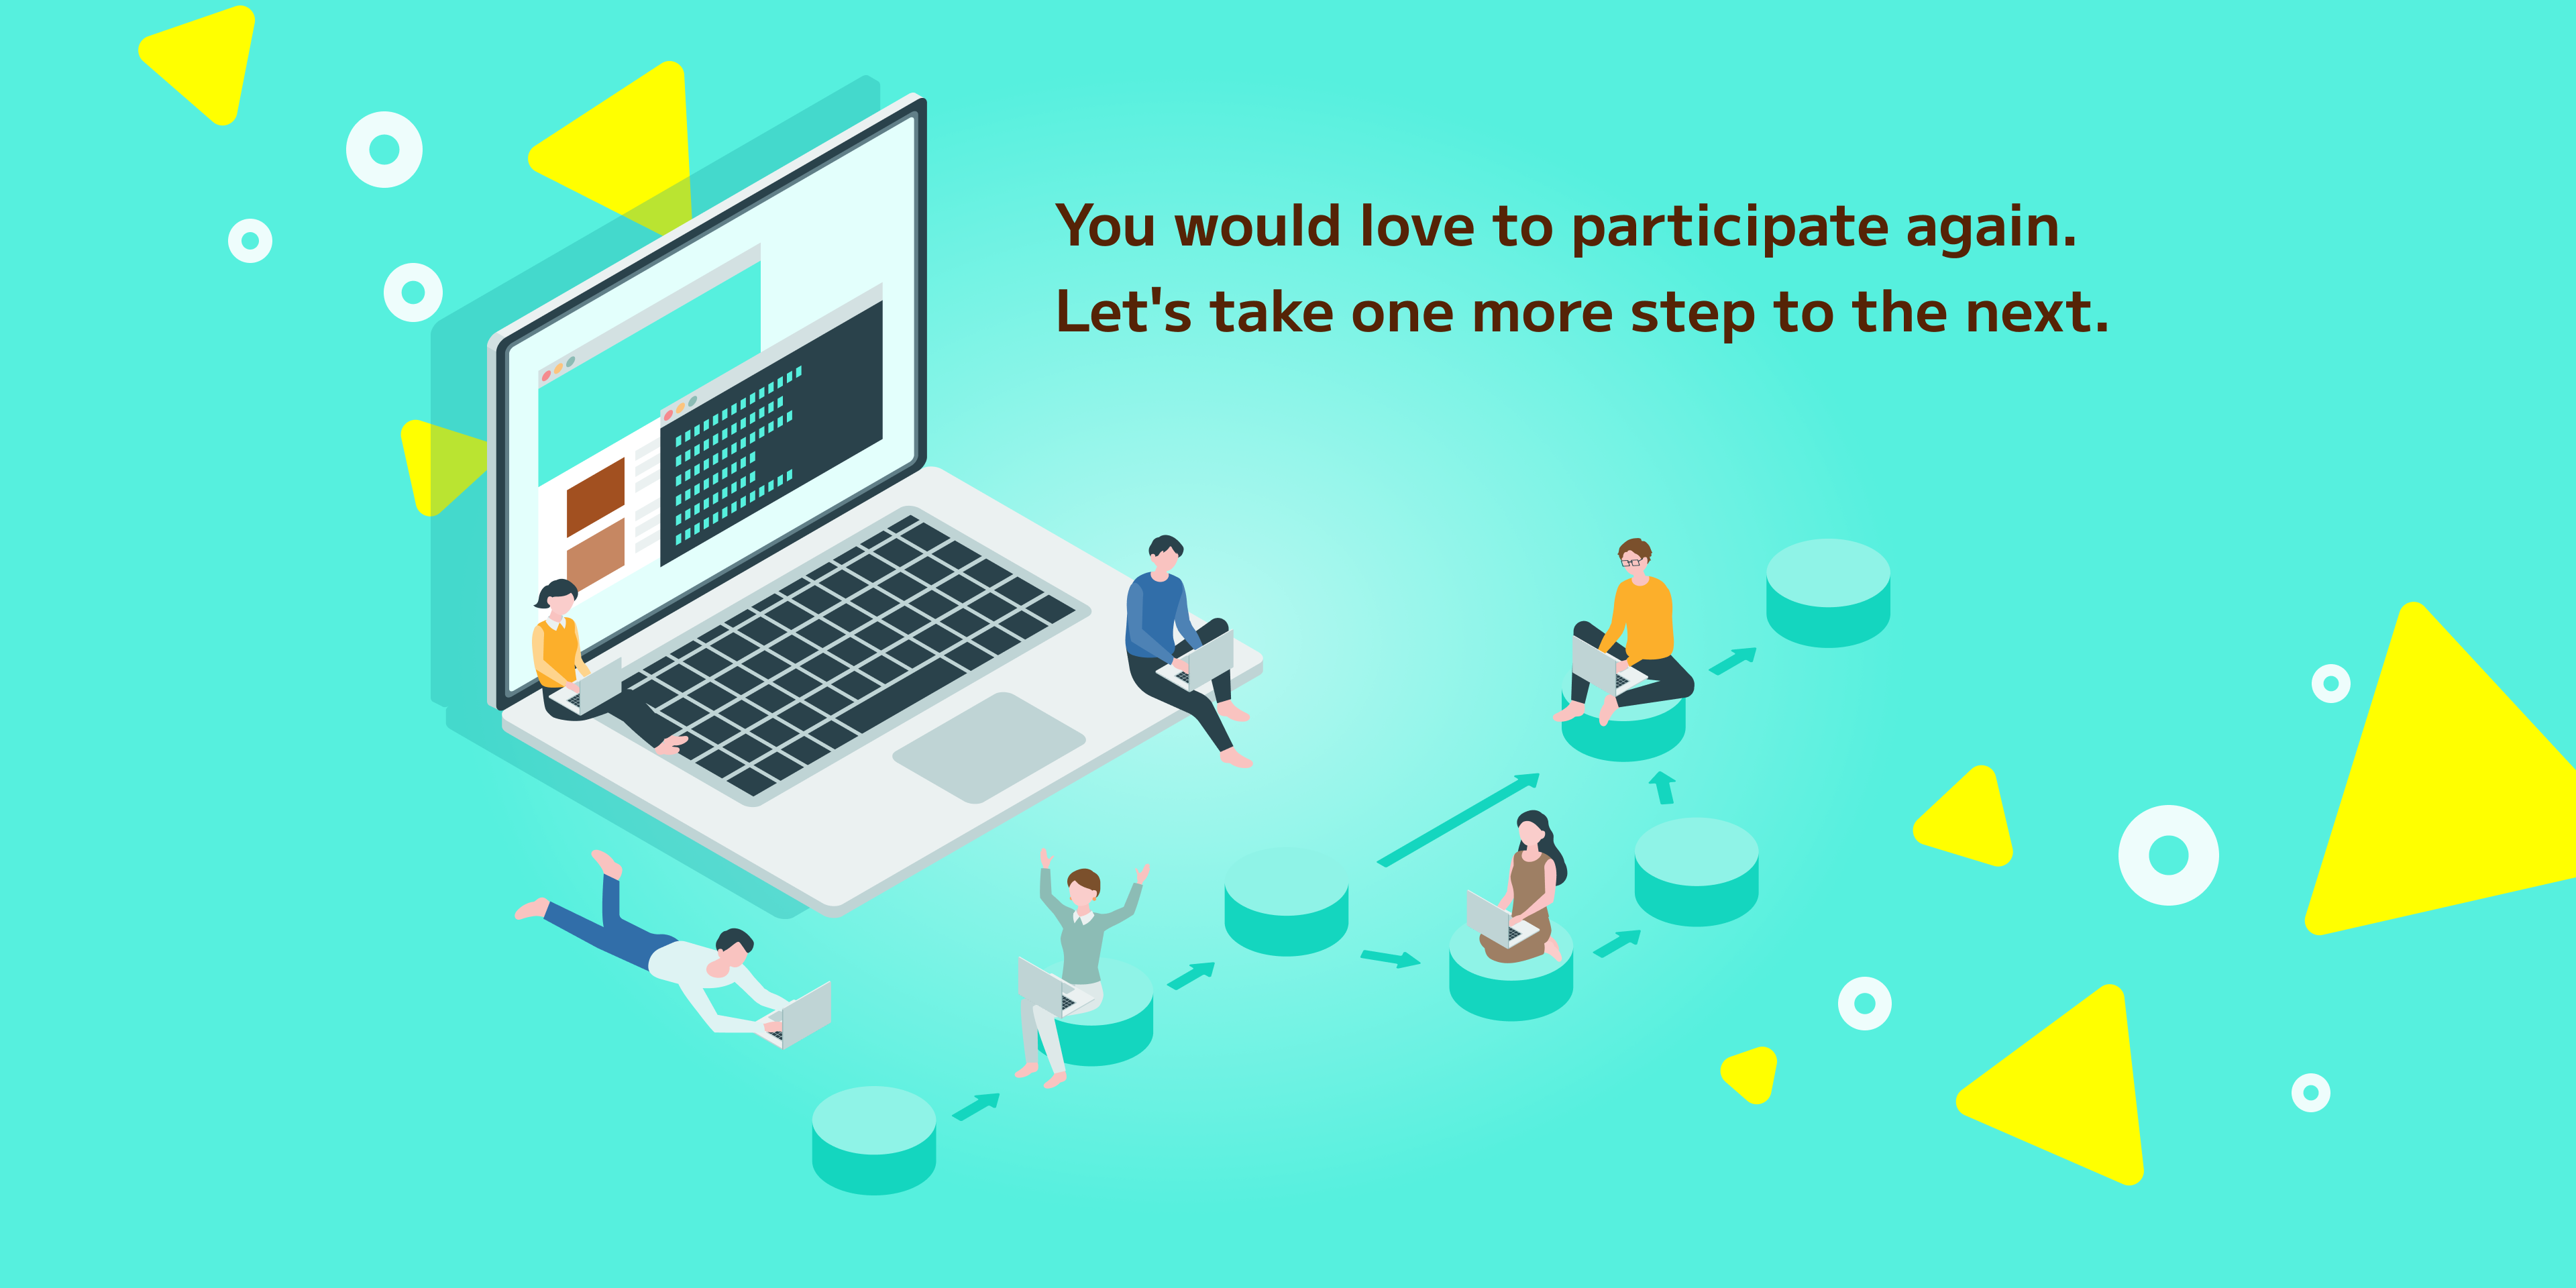 You would love to participate again.
Let's take one more step to the next.